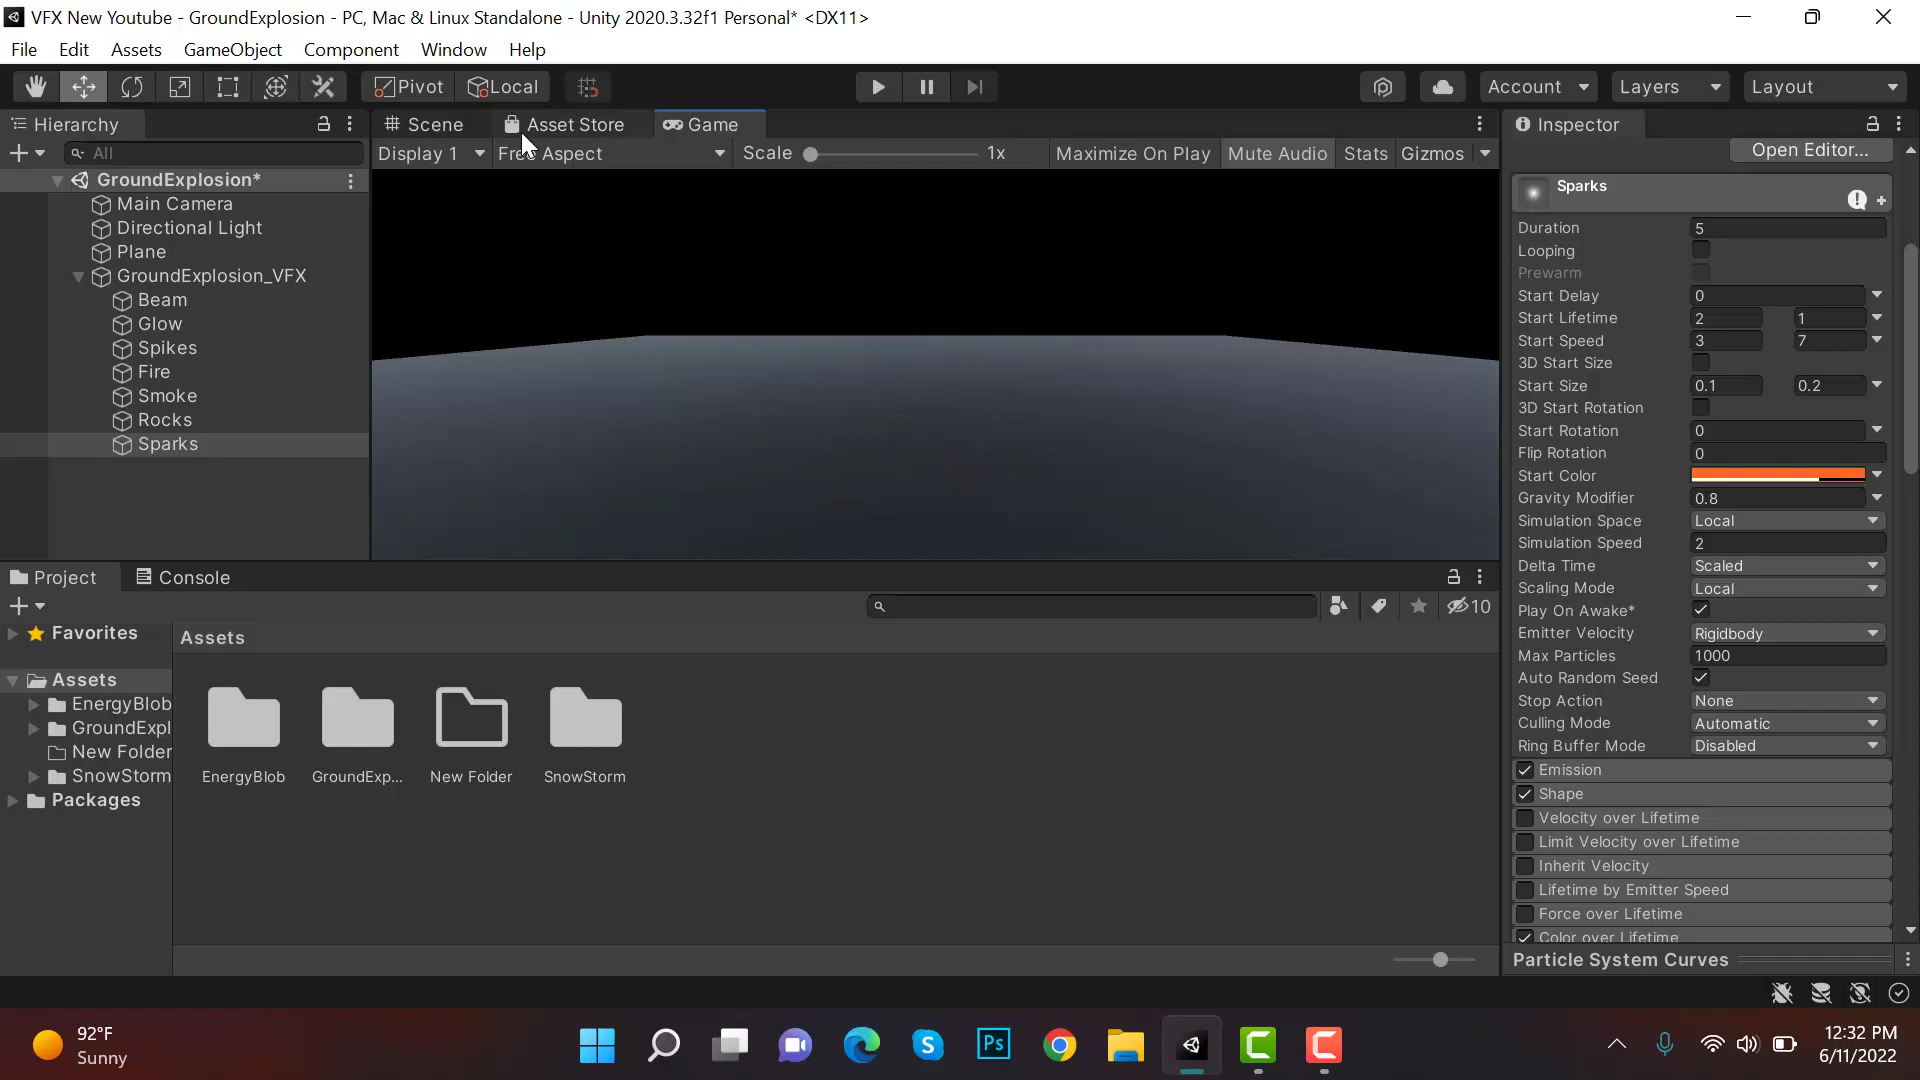 VFX New Youtube - GroundExplosion - PC, Mac & Linux Standalone - Unity 2020.3.32f1 Personal* <DX11>
File Edit Assets GameObject Component Window Help
Pivot Local Account Layers Layout
Hierarchy
All
GroundExplosion*
Main Camera
Directional Light
Plane
GroundExplosion_VFX
Beam
Glow
Spikes
Fire
Smoke
Rocks
Sparks
Scene Asset Store Game
Display 1 Free Aspect Scale 1x Maximize On Play Mute Audio Stats Gizmos
Inspector
Open Editor...
Sparks
Duration 5
Looping
Prewarm
Start Delay 0
Start Lifetime 2 1
Start Speed 3 7
3D Start Size
Start Size 0.1 0.2
3D Start Rotation
Start Rotation 0
Flip Rotation 0
Start Color
Gravity Modifier 0.8
Simulation Space Local
Simulation Speed 2
Delta Time Scaled
Scaling Mode Local
Play On Awake*
Emitter Velocity Rigidbody
Max Particles 1000
Auto Random Seed
Stop Action None
Culling Mode Automatic
Ring Buffer Mode Disabled
Emission
Shape
Velocity over Lifetime
Limit Velocity over Lifetime
Inherit Velocity
Lifetime by Emitter Speed
Force over Lifetime
Color over Lifetime
Particle System Curves
Project Console
10
Favorites
Assets
EnergyBlob
GroundExpl
New Folder
SnowStorm
Packages
Assets
EnergyBlob GroundExp... New Folder SnowStorm
92°F
Sunny
Ps
12:32 PM
6/11/2022